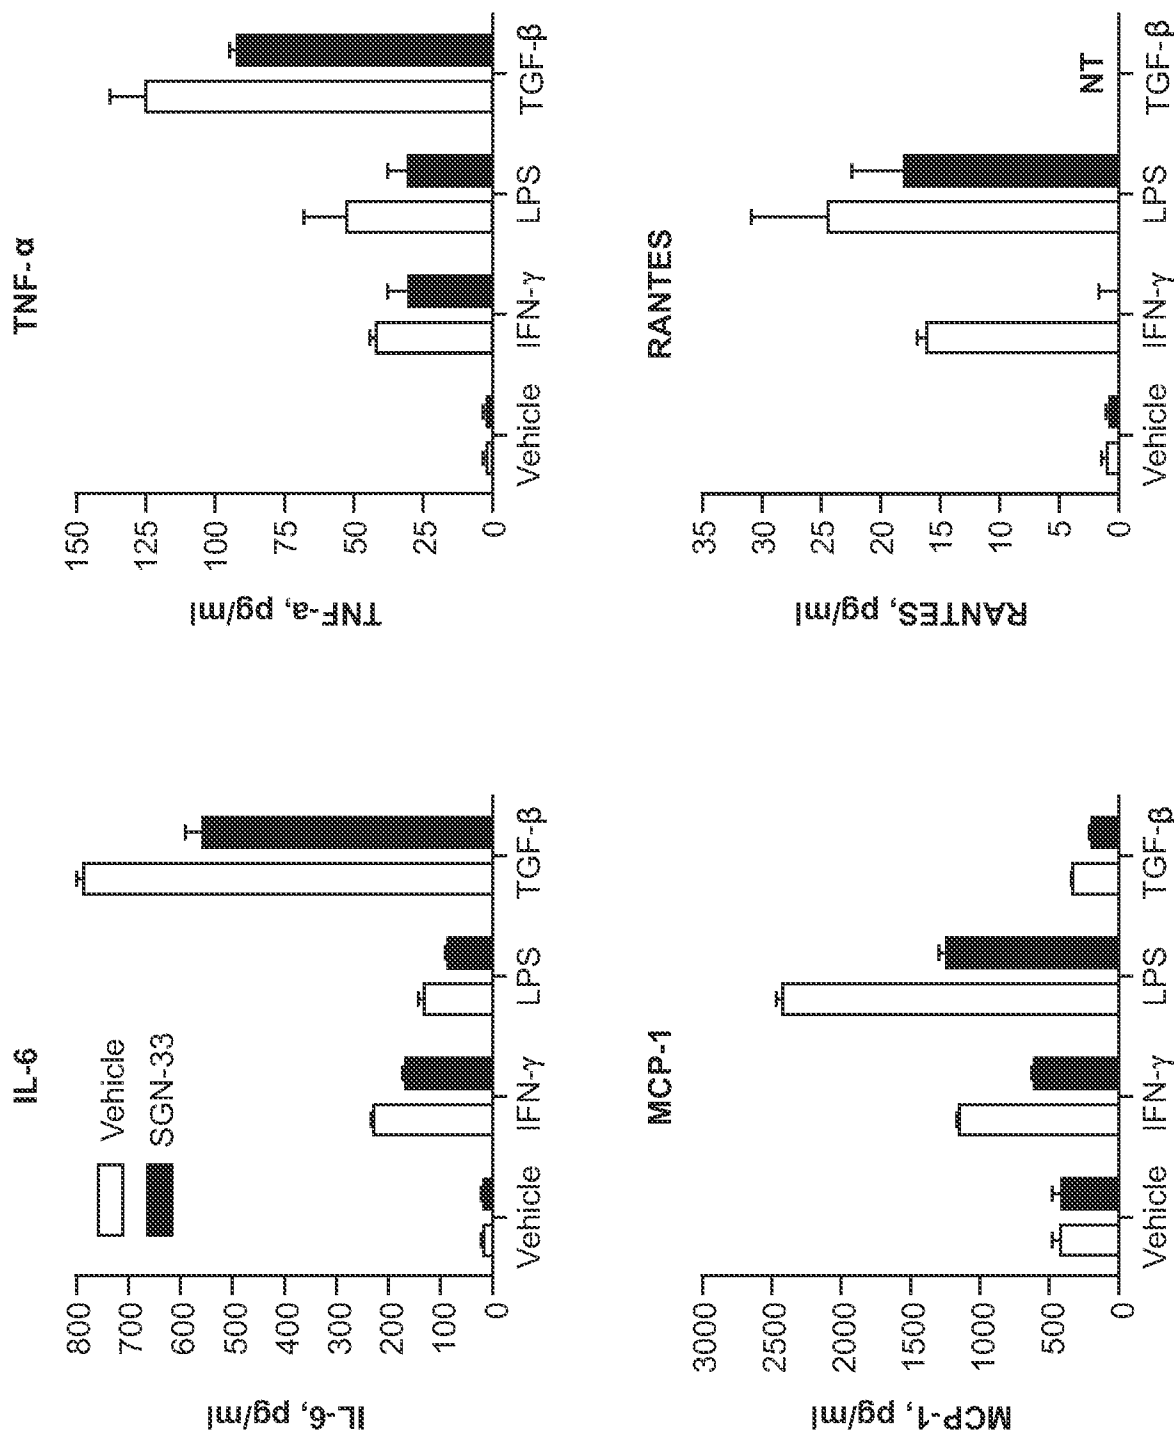 IL-6
IL-6, pg/ml
800
700
600
500
400
300
200
100
0
Vehicle
SGN-33
Vehicle
IFN-γ
LPS
TGF-β
TNF- α
TNF-a, pg/ml
150
125
100
75
50
25
0
Vehicle
IFN-γ
LPS
TGF-β
MCP-1
MCP-1, pg/ml
3000
2500
2000
1500
1000
500
0
Vehicle
IFN-γ
LPS
TGF-β
RANTES
RANTES, pg/ml
35
30
25
20
15
10
5
0
NT
Vehicle
IFN-γ
LPS
TGF-β